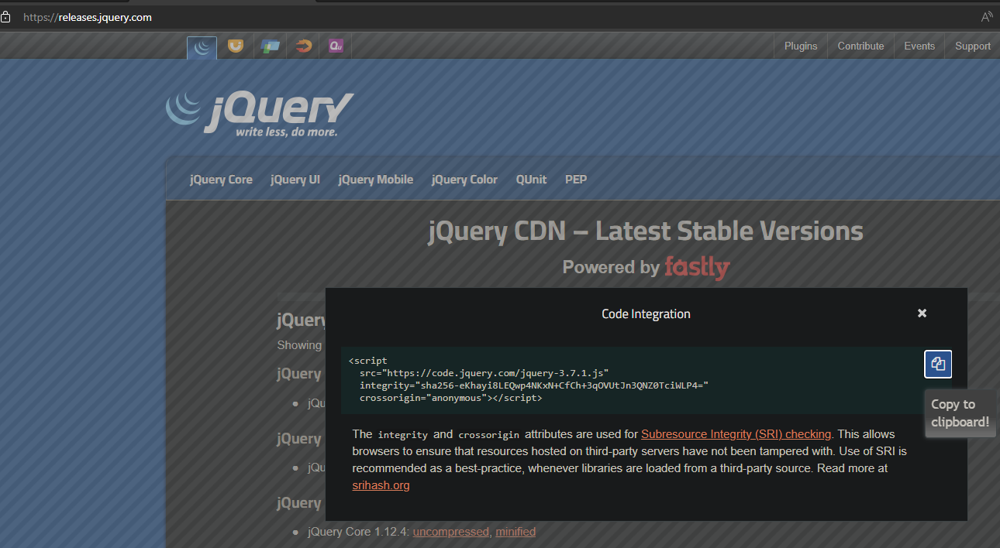 https://releases.jquery.com
Qu
Plugins Contribute Events Support
jQuery
write less, do more.
jQuery Core jQuery UI jQuery Mobile jQuery Color QUnit PEP
jQuery CDN – Latest Stable Versions
Powered by fastly
jQuery
Showing
jQuery
jQu
jQuery
jQu
jQuery
Code Integration
<script
src="https://code.jquery.com/jquery-3.7.1.js"
integrity="sha256-eKhayi8LEQwp4NKxN+CfCh+3qOVUtJn3QNZ0TciWLP4="
crossorigin="anonymous"></script>
Copy to
clipboard!
The integrity and crossorigin attributes are used for Subresource Integrity (SRI) checking. This allows
browsers to ensure that resources hosted on third-party servers have not been tampered with. Use of SRI is
recommended as a best-practice, whenever libraries are loaded from a third-party source. Read more at
srihash.org
jQuery Core 1.12.4: uncompressed, minified